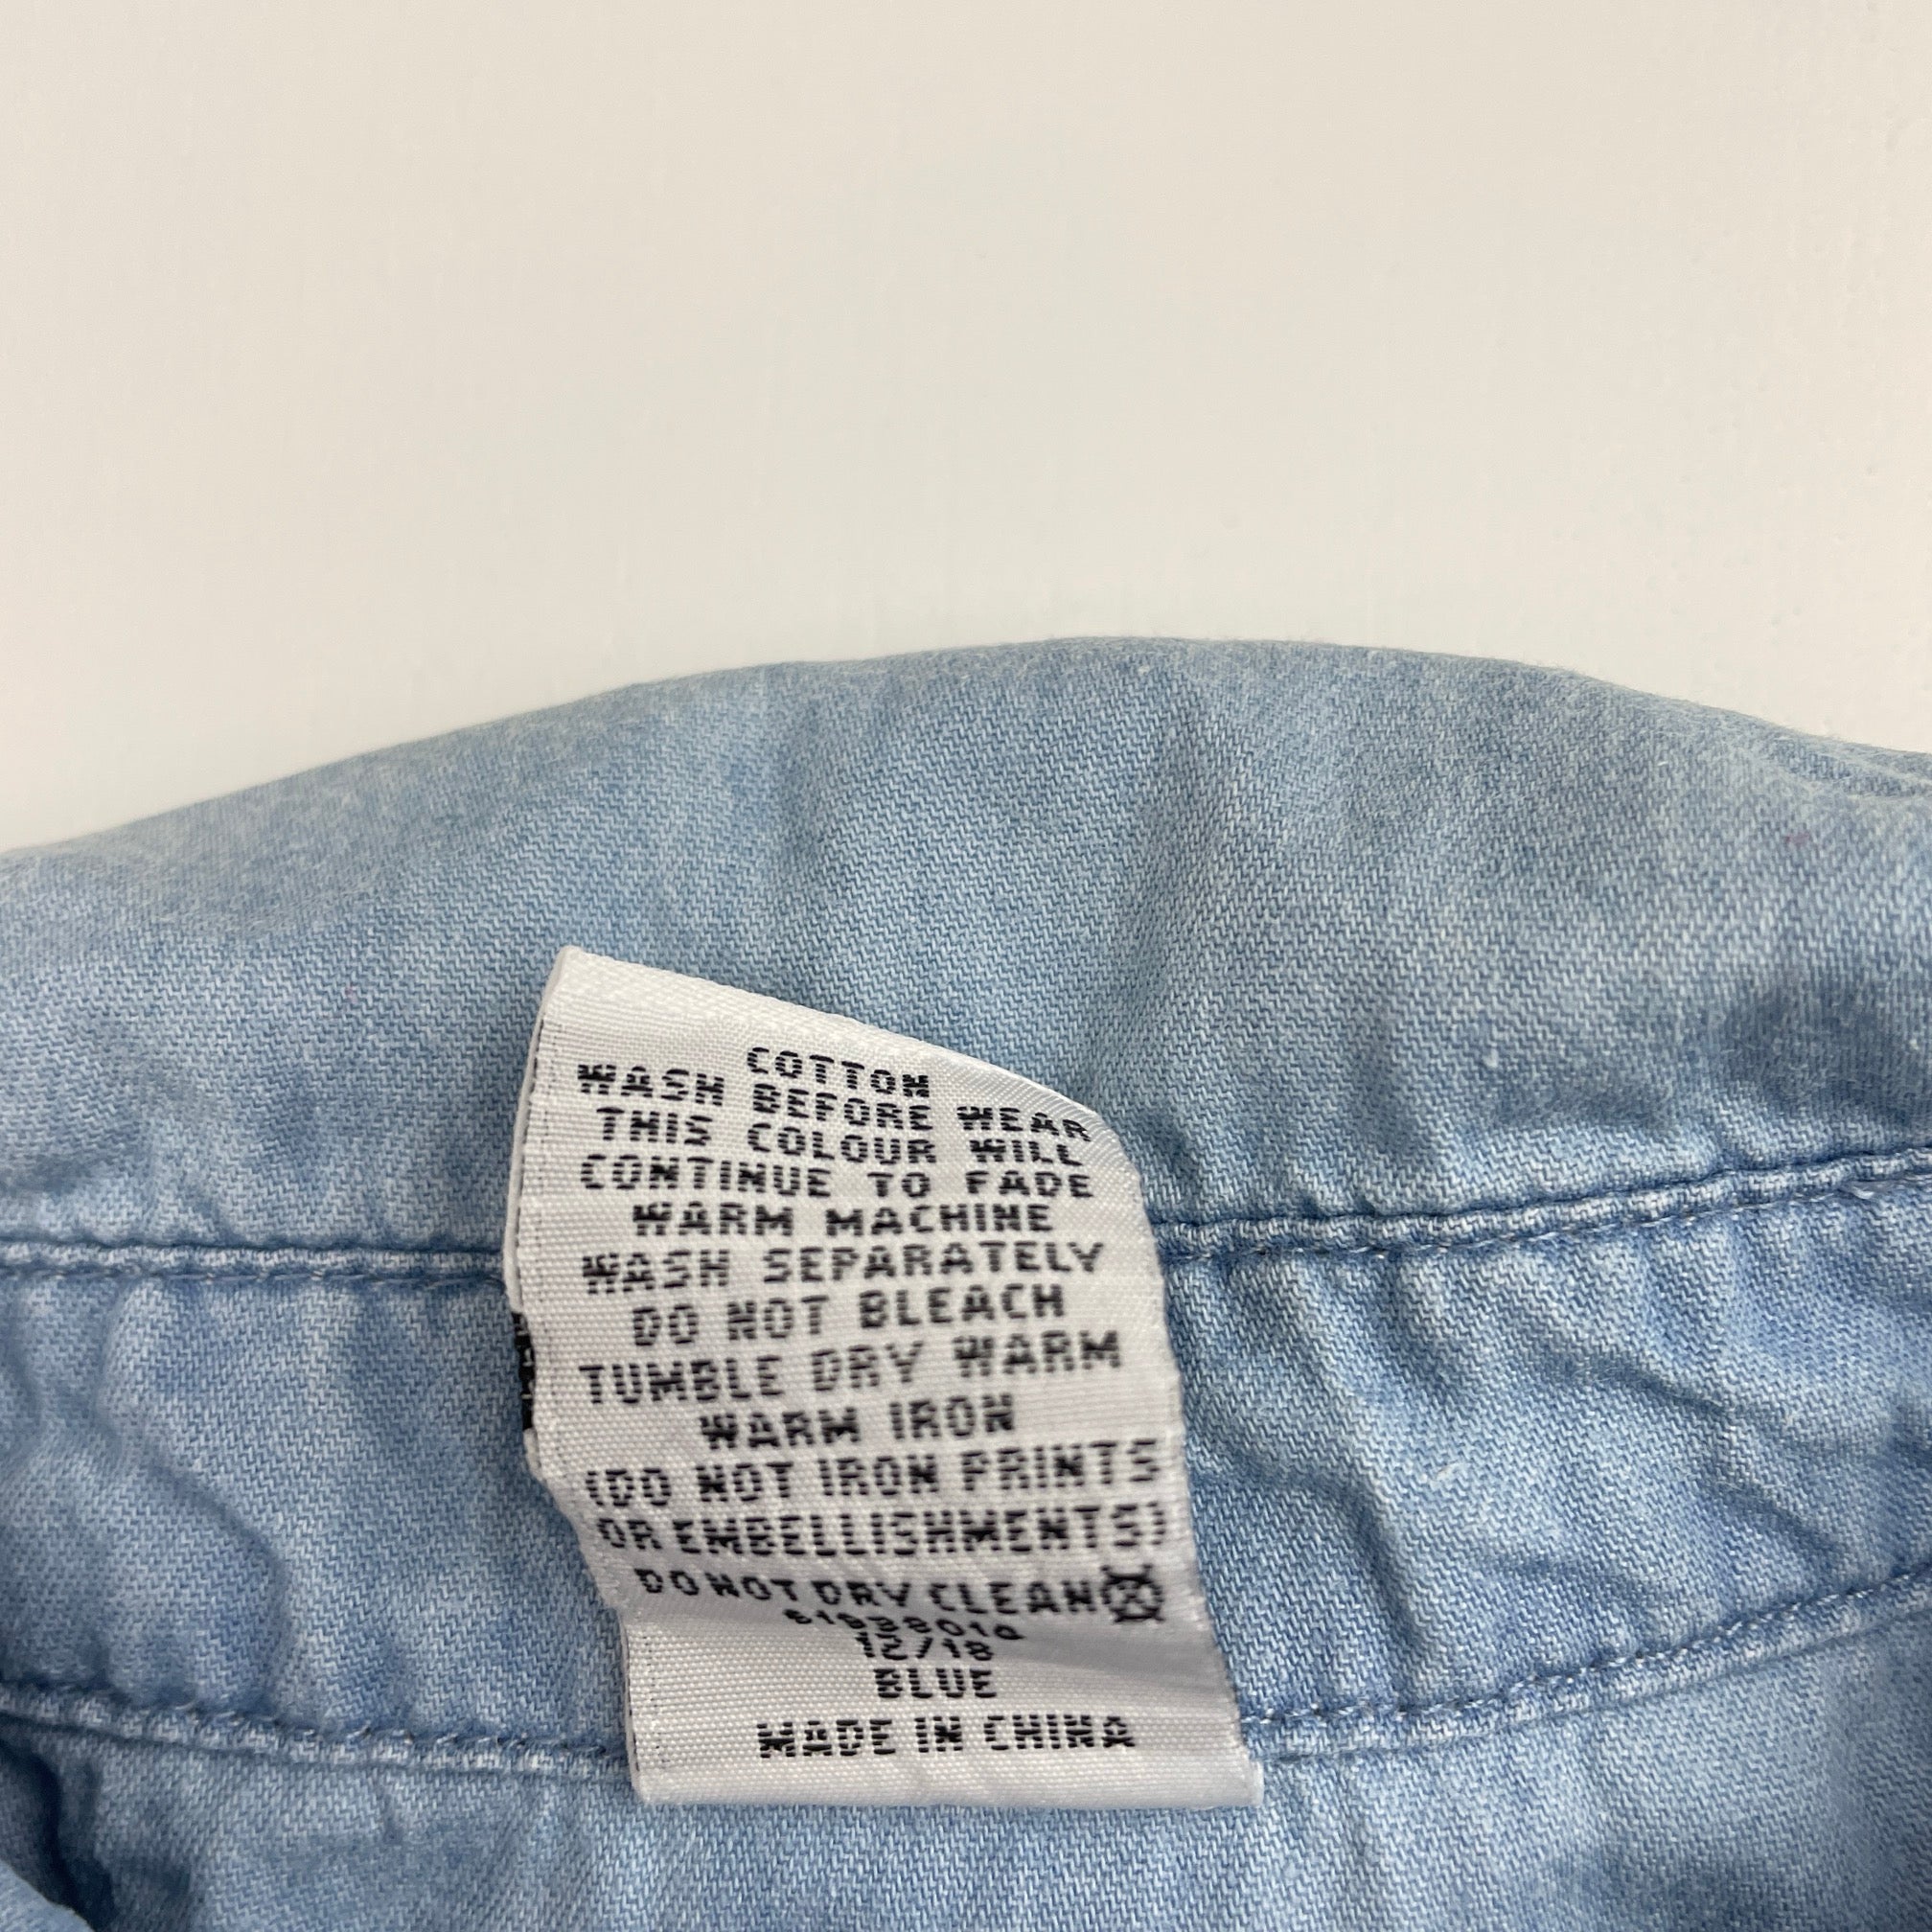 COTTON
WASH BEFORE WEAR
THIS COLOUR WILL
CONTINUE TO FADE
WARM MACHINE
WASH SEPARATELY
DO NOT BLEACH
TUMBLE DRY WARM
WARM IRON
(DO NOT IRON PRINTS
OR EMBELLISHMENTS)
DO NOT DRY CLEAN
12/18
BLUE
MADE IN CHINA